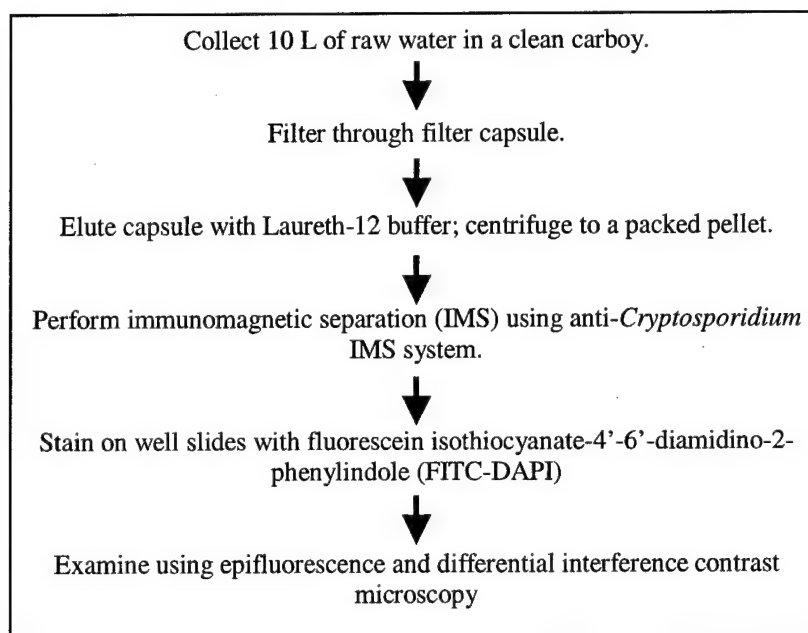 Collect 10 L of raw water in a clean carboy.
Filter through filter capsule.
Elute capsule with Laureth-12 buffer; centrifuge to a packed pellet.
Perform immunomagnetic separation (IMS) using anti-Cryptosporidium
IMS system.
Stain on well slides with fluorescein isothiocyanate-4’-6’-diamidino-2-
phenylindole (FITC-DAPI)
Examine using epifluorescence and differential interference contrast
microscopy